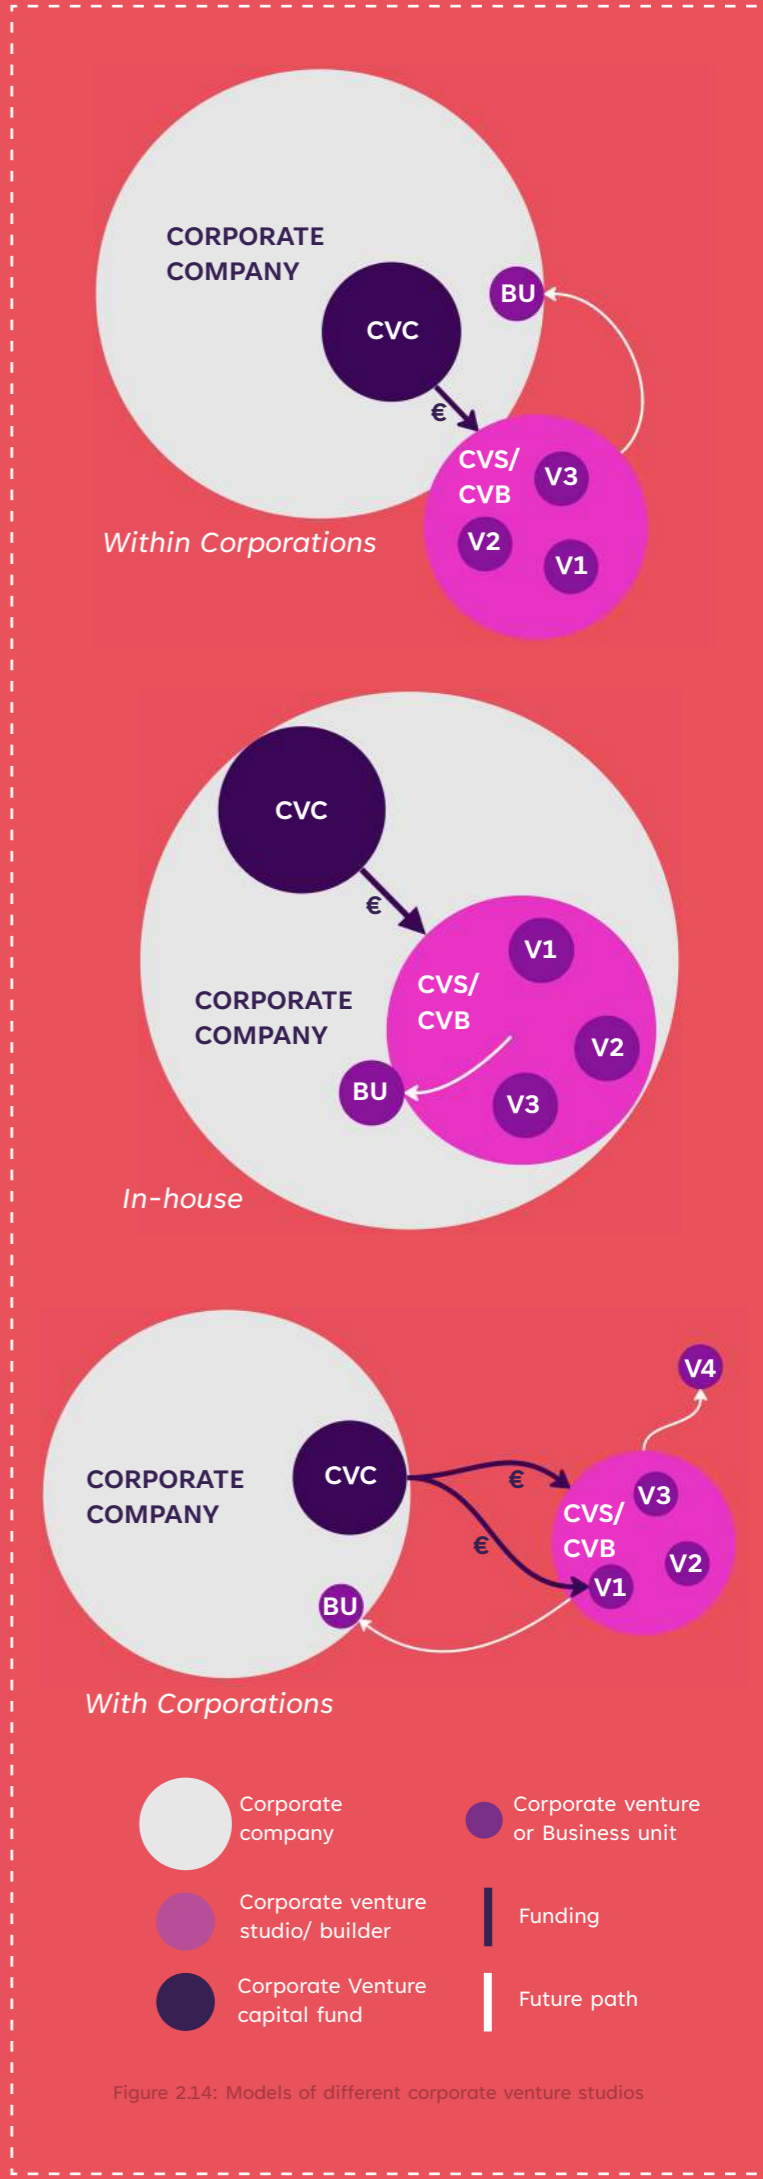 CORPORATE
COMPANY
CVC
BU
€
CVS/
CVB
V3
V2
V1
Within Corporations
CVC
€
CORPORATE
COMPANY
CVS/
CVB
V1
V2
V3
BU
In-house
CORPORATE
COMPANY
CVC
€
€
V4
CVS/
CVB
V3
V2
V1
BU
With Corporations
Corporate
company
Corporate venture
or Business unit
Corporate venture
studio/ builder
Funding
Corporate Venture
capital fund
Future path
Figure 2.14: Models of different corporate venture studios